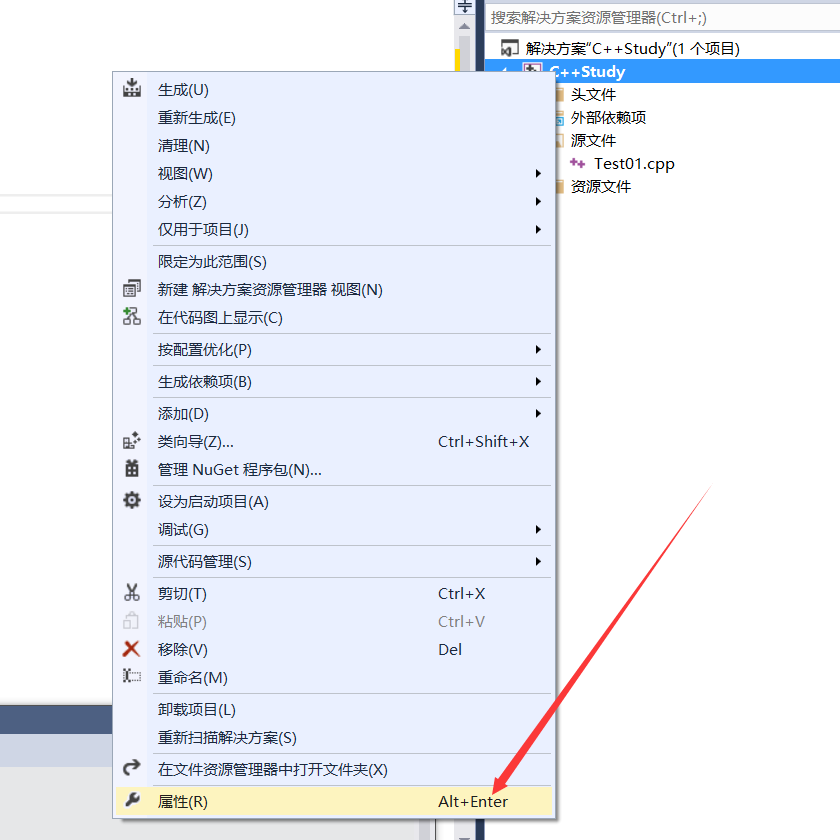 搜索解决方案资源管理器(Ctrl+;)
解决方案"C++Study"(1 个项目)
C++Study
头文件
外部依赖项
源文件
Test01.cpp
资源文件
生成(U)
重新生成(E)
清理(N)
视图(W)
分析(Z)
仅用于项目(J)
限定为此范围(S)
新建 解决方案资源管理器 视图(N)
在代码图上显示(C)
按配置优化(P)
生成依赖项(B)
添加(D)
类向导(Z)... Ctrl+Shift+X
管理 NuGet 程序包(N)...
设为启动项目(A)
调试(G)
源代码管理(S)
剪切(T) Ctrl+X
粘贴(P) Ctrl+V
移除(V) Del
重命名(M)
卸载项目(L)
重新扫描解决方案(S)
在文件资源管理器中打开文件夹(X)
属性(R) Alt+Enter